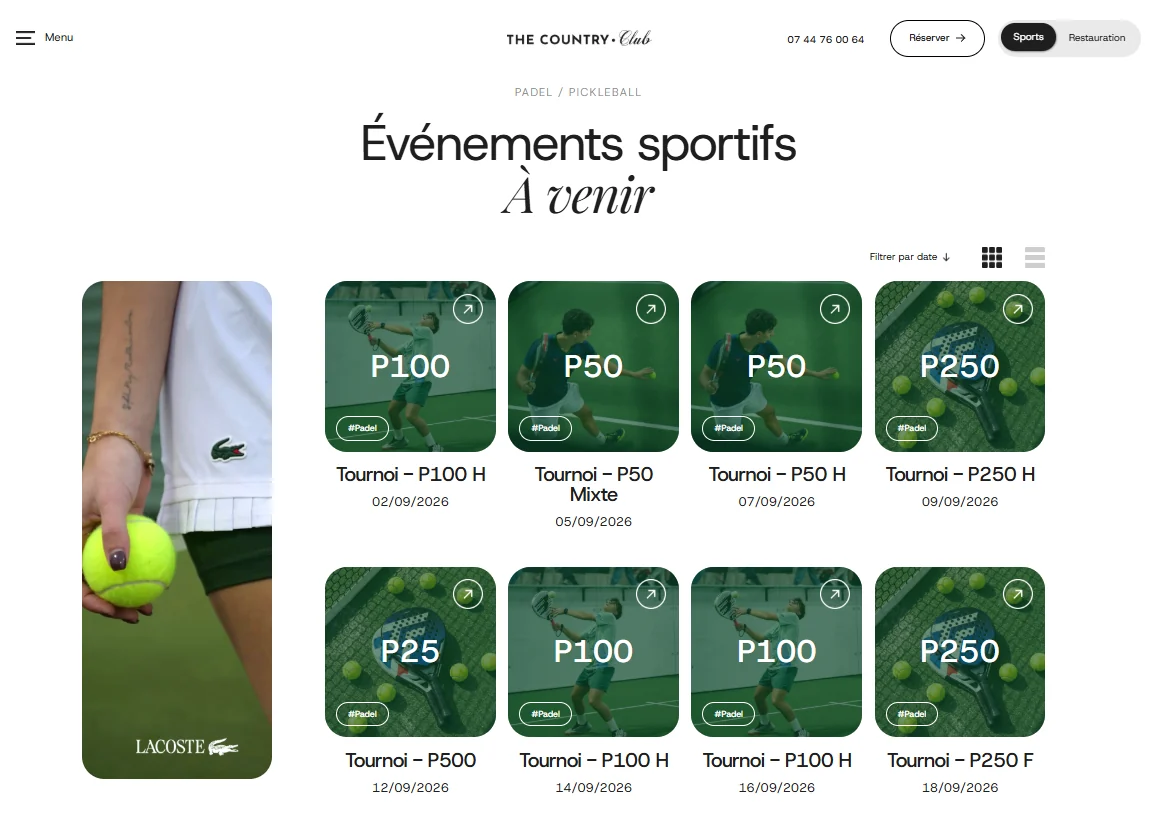 Menu
THE COUNTRY • Club
07 44 76 00 64
Réserver →
Sports
Restauration
PADEL / PICKLEBALL
Événements sportifs
À venir
Filtrer par date ↓
LACOSTE
P100
#Padel
Tournoi – P100 H
02/09/2026
P50
#Padel
Tournoi – P50
Mixte
05/09/2026
P50
#Padel
Tournoi – P50 H
07/09/2026
P250
#Padel
Tournoi – P250 H
09/09/2026
P25
#Padel
Tournoi – P500
12/09/2026
P100
#Padel
Tournoi – P100 H
14/09/2026
P100
#Padel
Tournoi – P100 H
16/09/2026
P250
#Padel
Tournoi – P250 F
18/09/2026